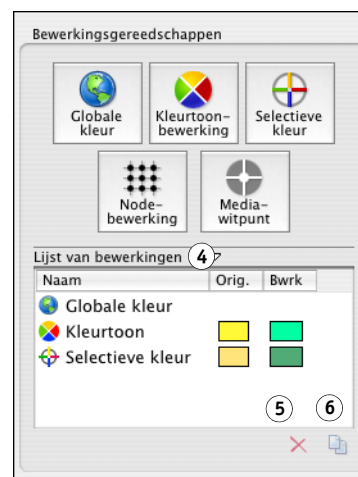 Bewerkingsgereedschappen
Globale
kleur
Kleurtoon-
bewerking
Selectieve
kleur
Node-
bewerking
Media-
witpunt
Lijst van bewerkingen 4
Naam Orig. Bwrk
Globale kleur
Kleurtoon
Selectieve kleur
5 6